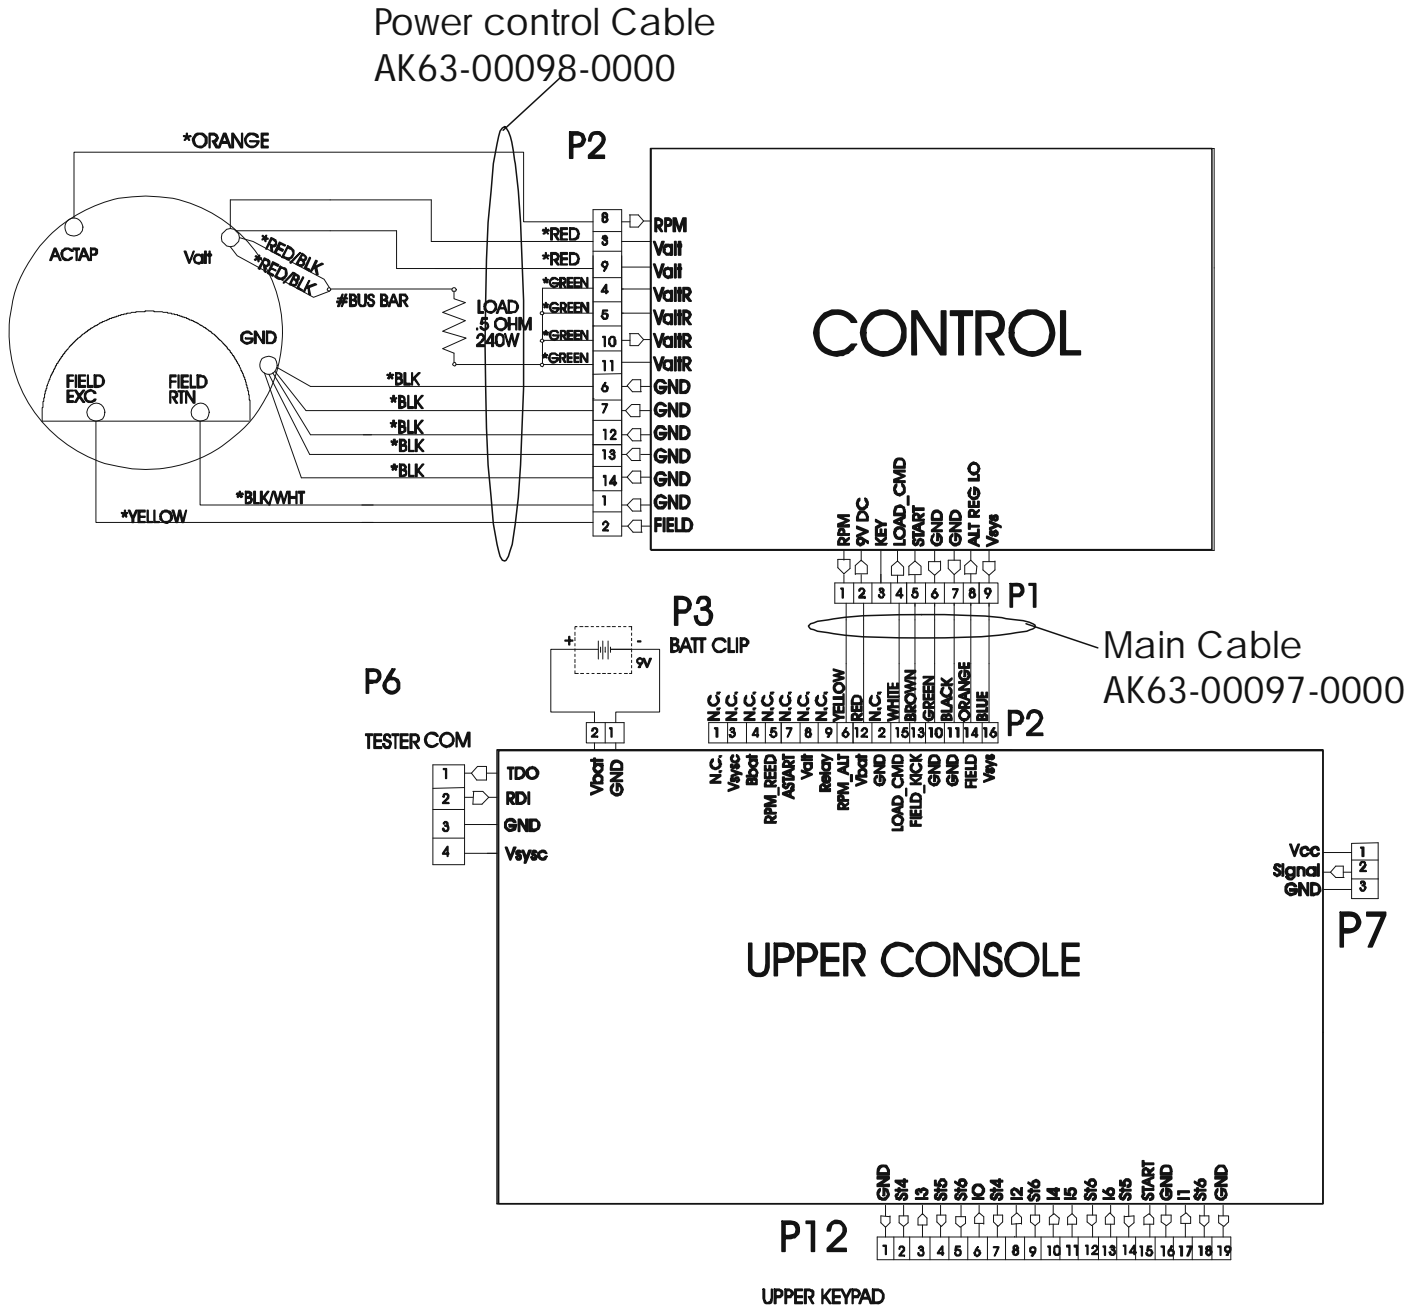 Power control Cable
AK63-00098-0000
*ORANGE
P2
ACTAP
Valt
*RED/BLK
*RED/BLK
#BUS BAR
LOAD
.5 OHM
240W
GND
FIELD
EXC
FIELD
RTN
8 RPM
*RED 3 Valt
*RED 9 Valt
*GREEN 4 ValtR
*GREEN 5 ValtR
*GREEN 10 ValtR
*GREEN 11 ValtR
*BLK 6 GND
*BLK 7 GND
*BLK 12 GND
*BLK 13 GND
*BLK 14 GND
*BLK/WHT 1 GND
*YELLOW 2 FIELD
CONTROL
RPM 9V DC KEY LOAD_CMD START GND GND ALT REG LO Vsys
1 2 3 4 5 6 7 8 9
P1
Main Cable
AK63-00097-0000
P3
BATT CLIP
+ -
9V
2 1
Vbat GND
P6
TESTER COM
1 TDO
2 RDI
3 GND
4 Vsysc
N.C. N.C. N.C. N.C. N.C. N.C. N.C. YELLOW RED N.C. WHITE BROWN GREEN BLACK ORANGE BLUE
1 3 4 5 7 8 9 6 12 2 15 13 10 11 14 16
P2
N.C. Vsysc Bbat RPM_REED ASTART Valt Relay RPM_ALT Vbat GND LOAD_CMD FIELD_KICK GND GND FIELD Vsys
Vcc 1
Signal 2
GND 3
P7
UPPER CONSOLE
GND St4 I3 St5 St6 IO St4 I2 St6 I4 I5 St6 I6 St5 START GND I1 St6 GND
P12
1 2 3 4 5 6 7 8 9 10 11 12 13 14 15 16 17 18 19
UPPER KEYPAD